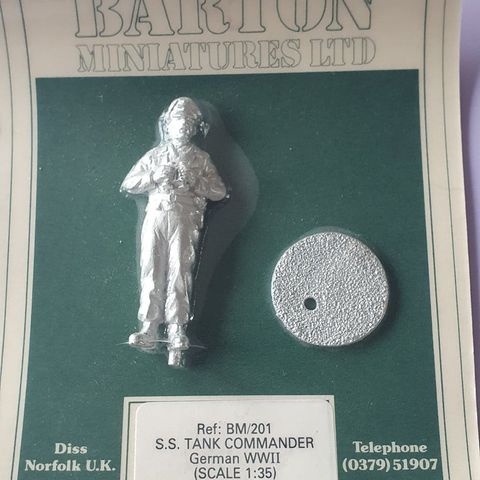 BARTON
MINIATURES LTD
Ref: BM/201
S.S. TANK COMMANDER
German WWII
(SCALE 1:35)
Diss
Norfolk U.K.
Telephone
(0379) 51907